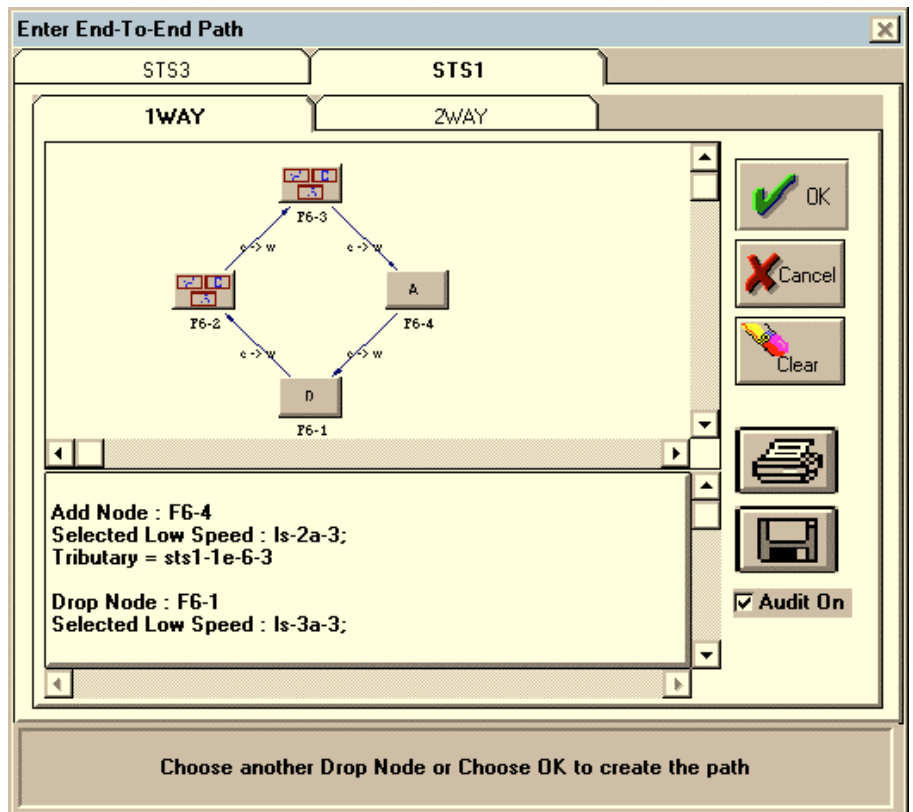 Enter End-To-End Path
STS3 STS1
1WAY 2WAY
F6-3
e -> w e -> w
A
F6-2 F6-4
e -> w e -> w
D
F6-1
OK
Cancel
Clear
Add Node : F6-4
Selected Low Speed : ls-2a-3;
Tributary = sts1-1e-6-3
Drop Node : F6-1
Selected Low Speed : ls-3a-3;
Audit On
Choose another Drop Node or Choose OK to create the path